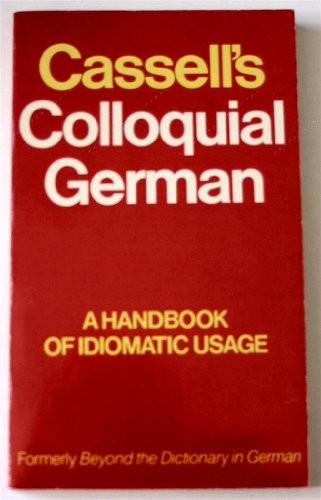 Cassell's
Colloquial
German
A HANDBOOK
OF IDIOMATIC USAGE
Formerly Beyond the Dictionary in German